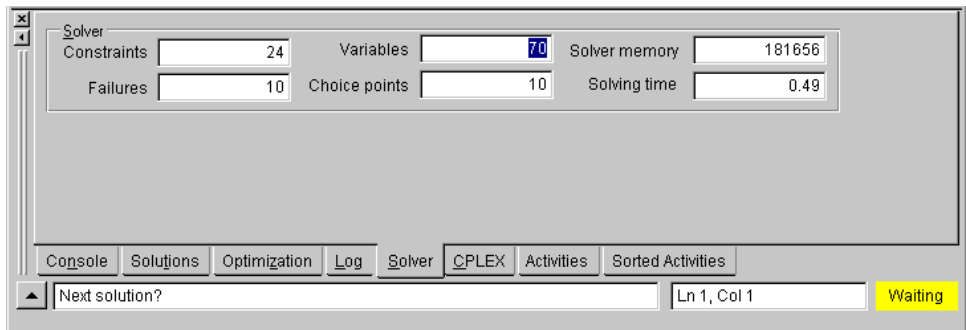 Solver
Constraints 24 Variables 70 Solver memory 181656
Failures 10 Choice points 10 Solving time 0.49
Console Solutions Optimization Log Solver CPLEX Activities Sorted Activities
Next solution? Ln 1, Col 1 Waiting